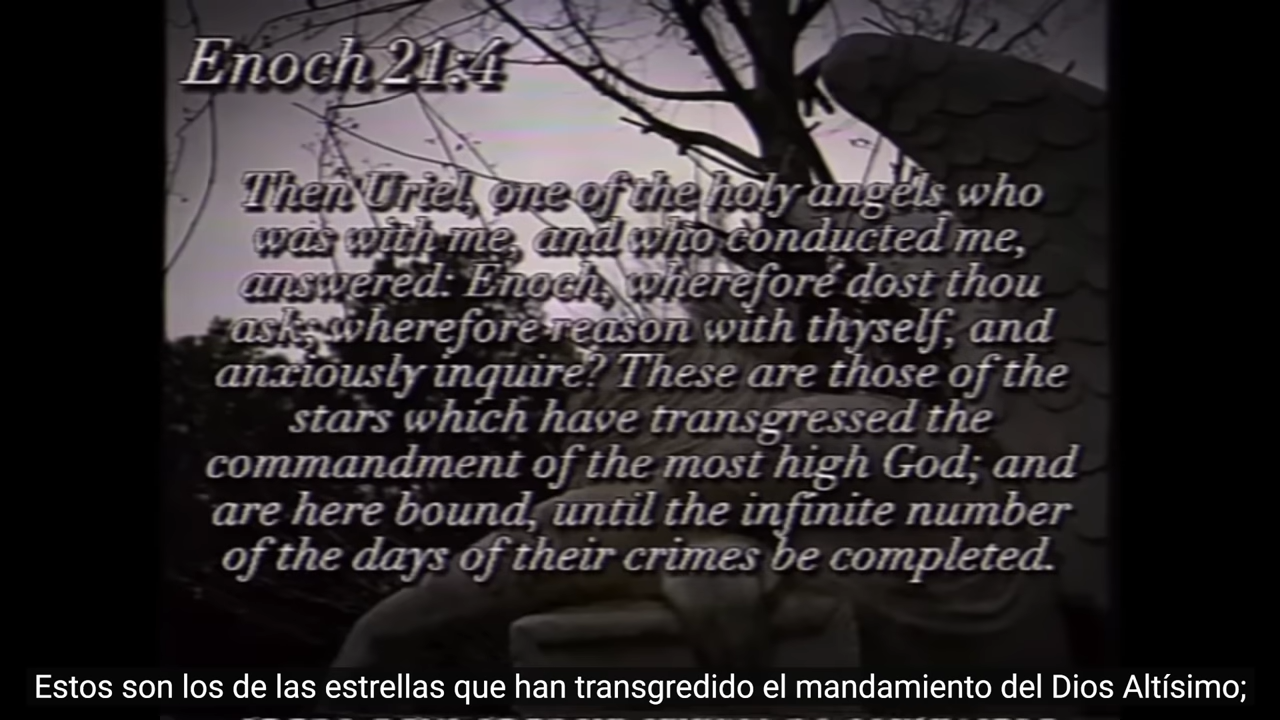 Enoch 21:4
Then Uriel, one of the holy angels who
was with me, and who conducted me,
answered: Enoch, wherefore dost thou
ask; wherefore reason with thyself, and
anxiously inquire? These are those of the
stars which have transgressed the
commandment of the most high God; and
are here bound, until the infinite number
of the days of their crimes be completed.
Estos son los de las estrellas que han transgredido el mandamiento del Dios Altísimo;